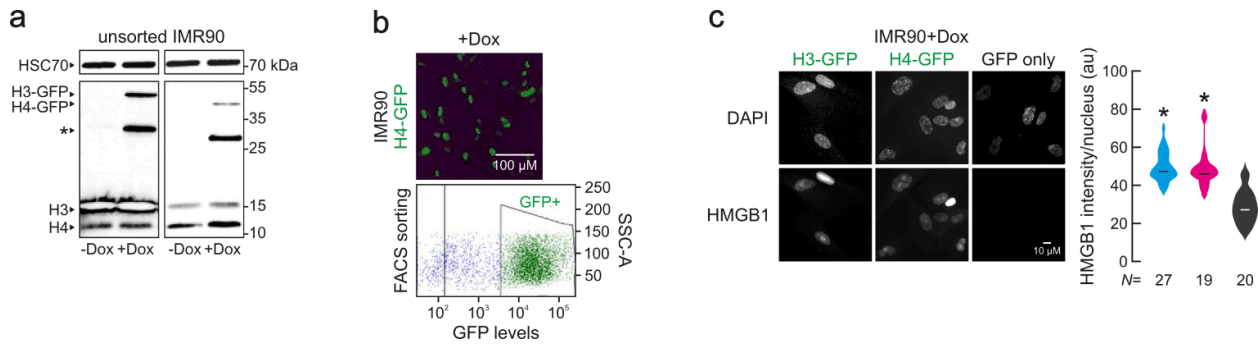 a
unsorted IMR90
HSC70
70 kDa
H3-GFP
H4-GFP
*
55
35
25
H3
H4
15
10
-Dox +Dox
-Dox +Dox
b
+Dox
IMR90
H4-GFP
100 µM
FACS sorting
GFP+
250
200
150
100
50
SSC-A
10² 10³ 10⁴ 10⁵
GFP levels
c
IMR90+Dox
H3-GFP H4-GFP GFP only
DAPI
HMGB1
10 µM
HMGB1 intensity/nucleus (au)
100
80
60
40
20
0
* *
N= 27 19 20